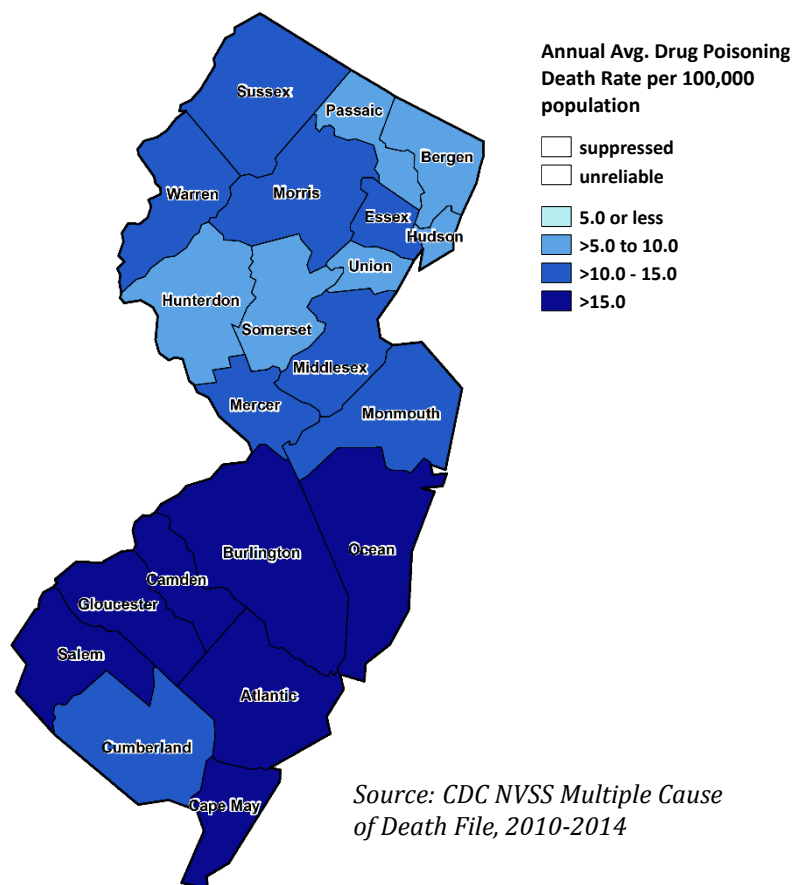 Annual Avg. Drug Poisoning
Death Rate per 100,000
population
suppressed
unreliable
5.0 or less
>5.0 to 10.0
>10.0 - 15.0
>15.0
Sussex
Passaic
Bergen
Warren
Morris
Essex
Hudson
Union
Hunterdon
Somerset
Middlesex
Mercer
Monmouth
Burlington
Ocean
Camden
Gloucester
Salem
Atlantic
Cumberland
Cape May
Source: CDC NVSS Multiple Cause
of Death File, 2010-2014